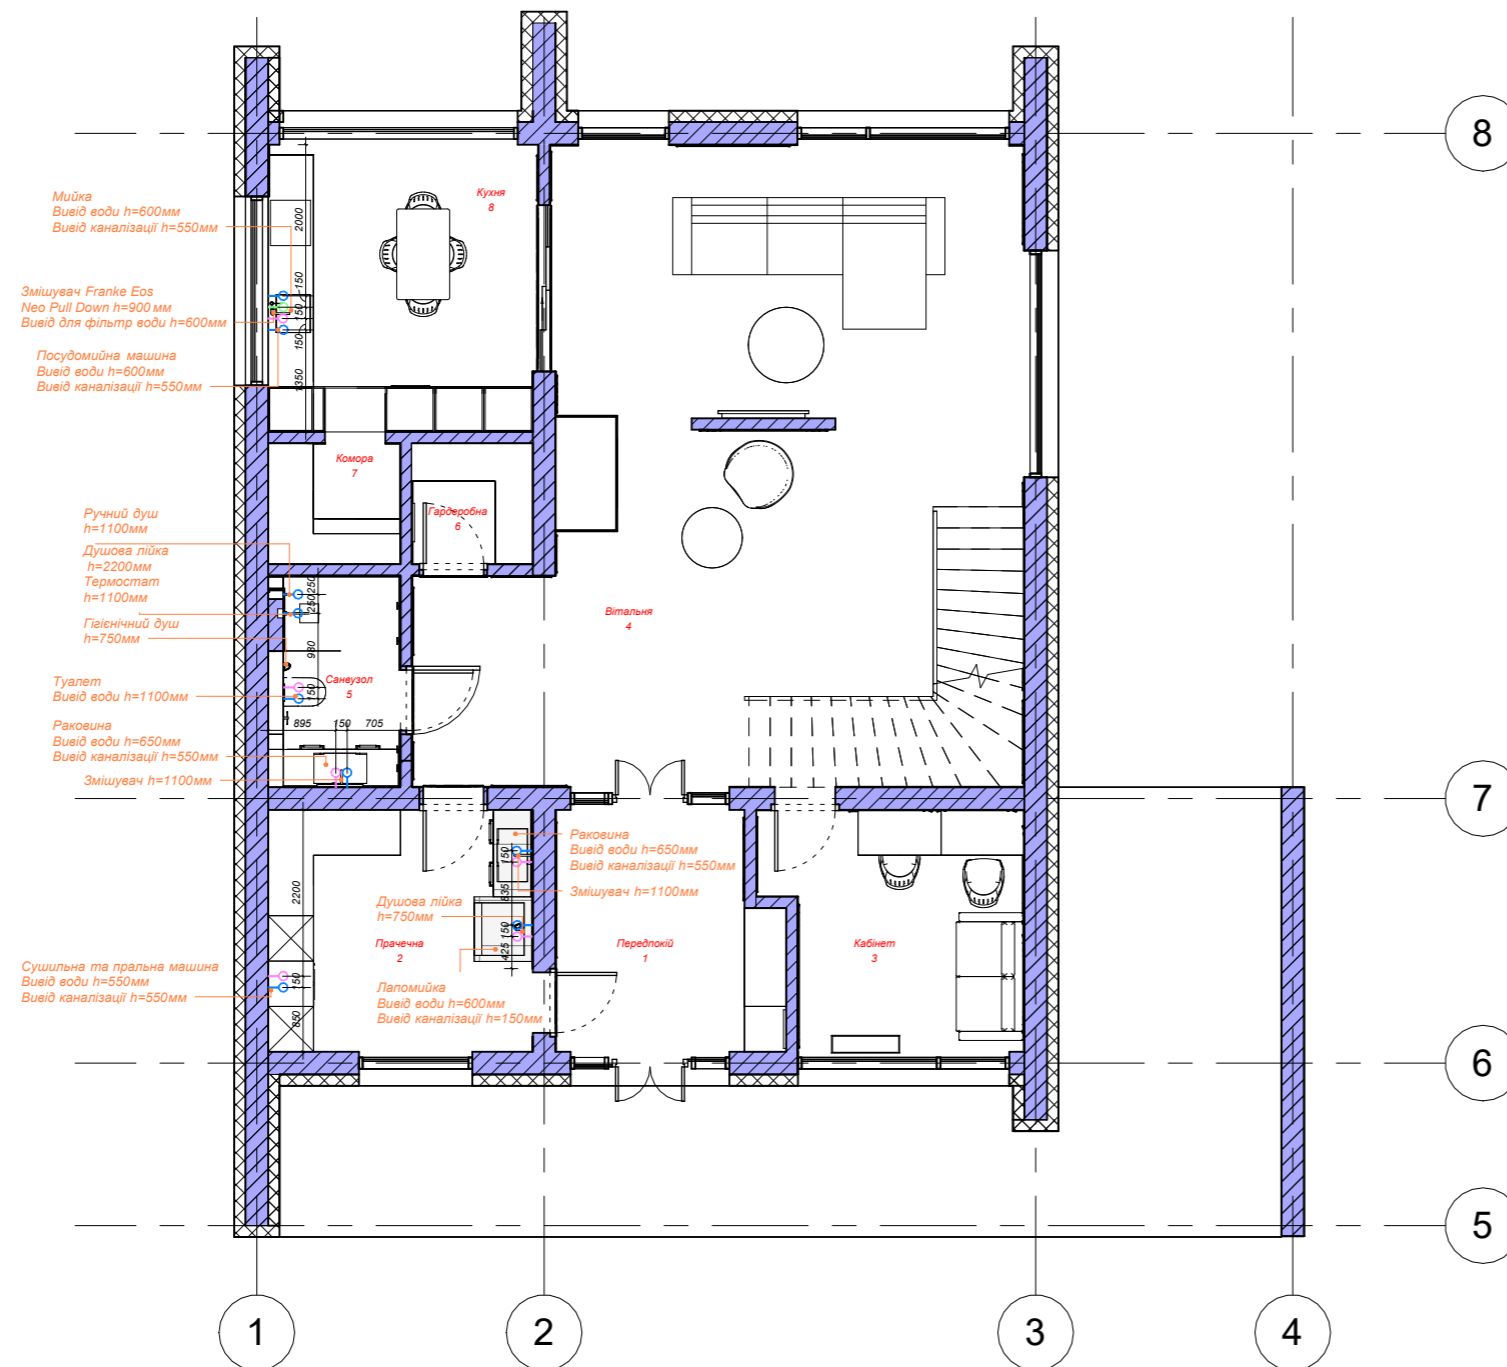 8
Кухня
8
Мийка
Вивід води h=600мм
Вивід каналізації h=550мм
2000
150
Змішувач Franke Eos
Neo Pull Down h=900мм
Вивід для фільтр води h=600мм
150
150
Посудомийна машина
Вивід води h=600мм
Вивід каналізації h=550мм
1350
Комора
7
Гардеробна
6
Ручний душ
h=1100мм
Душова лійка
h=2200мм
Термостат
h=1100мм
250
250
Вітальня
4
Гігієнічний душ
h=750мм
980
Санвузол
5
Туалет
Вивід води h=1100мм
150
895
150
705
Раковина
Вивід води h=650мм
Вивід каналізації h=550мм
Змішувач h=1100мм
7
Раковина
Вивід води h=650мм
Вивід каналізації h=550мм
Змішувач h=1100мм
150
835
2200
Душова лійка
h=750мм
150
425
Прачечна
2
Передпокій
1
Кабінет
3
Сушильна та пральна машина
Вивід води h=550мм
Вивід каналізації h=550мм
150
850
Лапомийка
Вивід води h=600мм
Вивід каналізації h=150мм
6
5
1
2
3
4